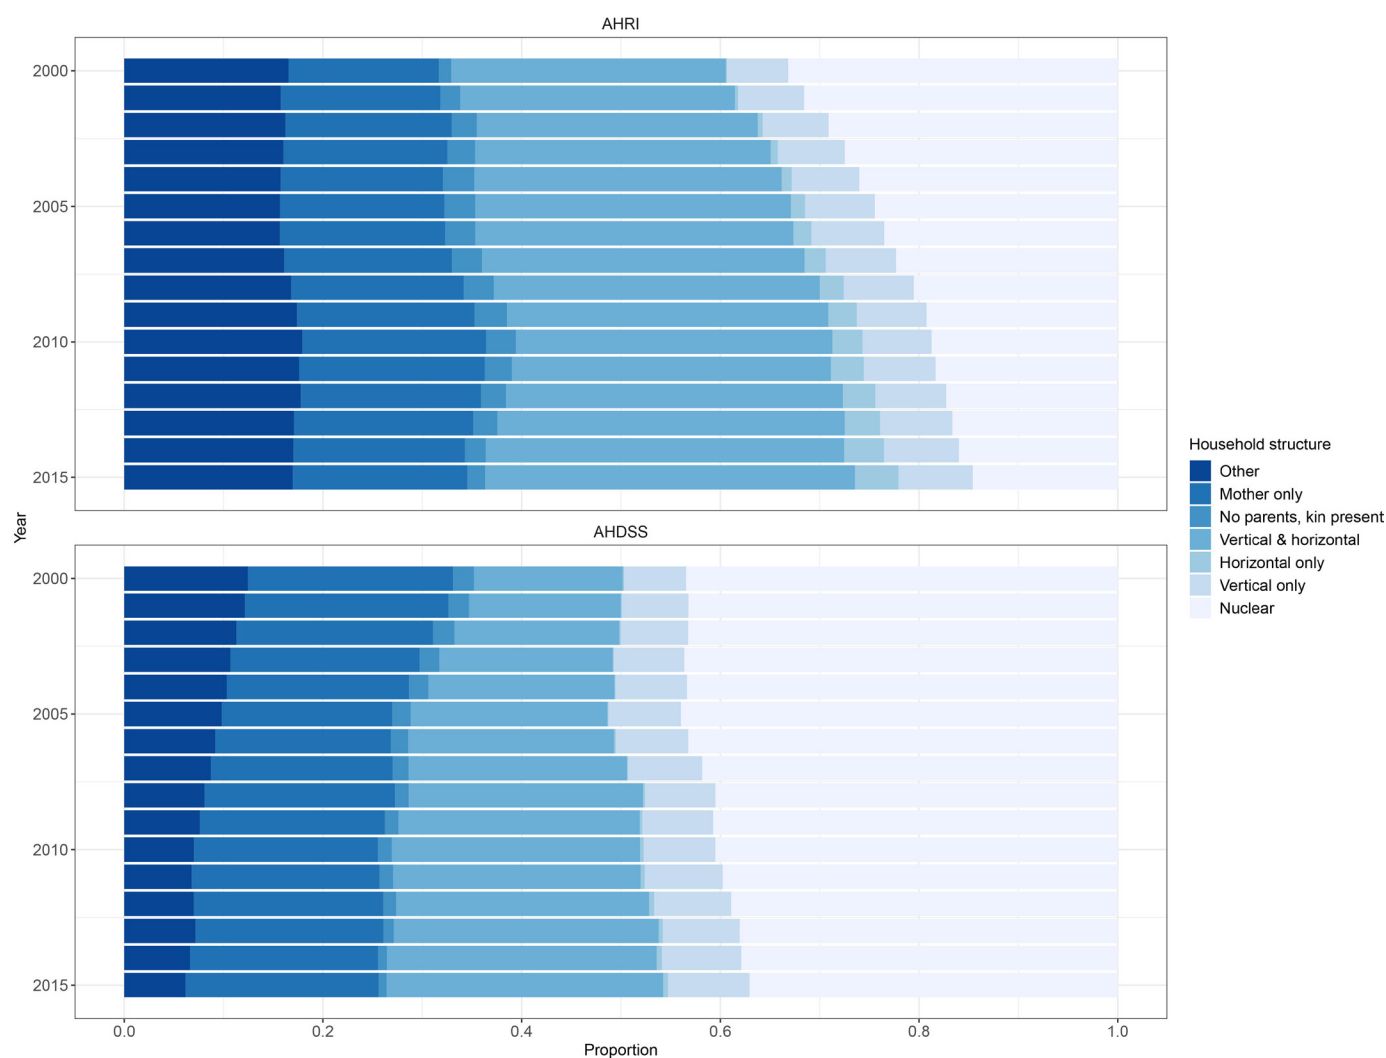 AHRI
2000
2005
2010
2015
AHDSS
2000
2005
2010
2015
Year
0.0 0.2 0.4 0.6 0.8 1.0
Proportion
Household structure
Other
Mother only
No parents, kin present
Vertical & horizontal
Horizontal only
Vertical only
Nuclear